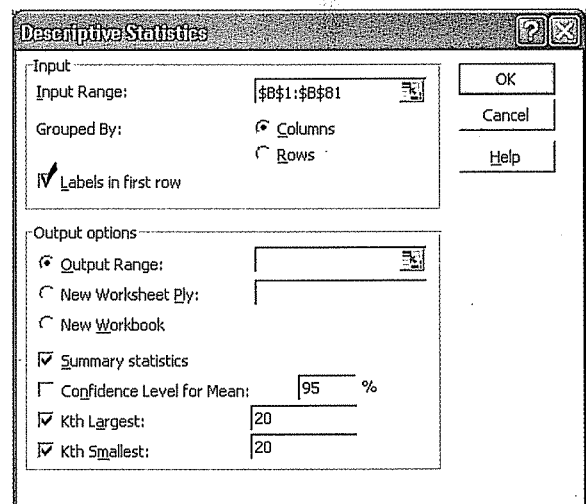 Descriptive Statistics
Input
Input Range: $B$1:$B$81
Grouped By: Columns
Rows
Labels in first row
OK
Cancel
Help
Output options
Output Range:
New Worksheet Ply:
New Workbook
Summary statistics
Confidence Level for Mean: 95 %
Kth Largest: 20
Kth Smallest: 20